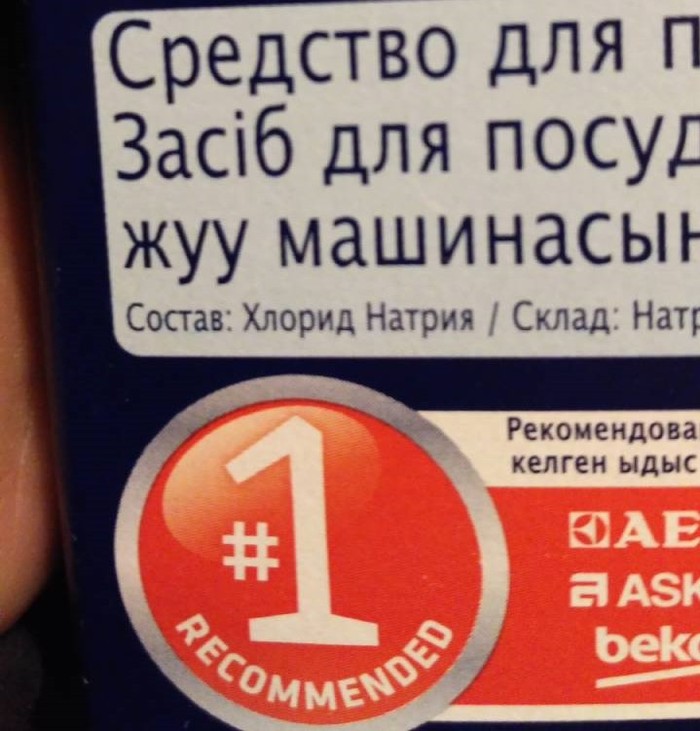 Средство для п
Засіб для посуд
жуу машинасын
Состав: Хлорид Натрия / Склад: Натр
Рекомендова
келген ыдыс
#1
RECOMMENDED
AE
ASK
beko